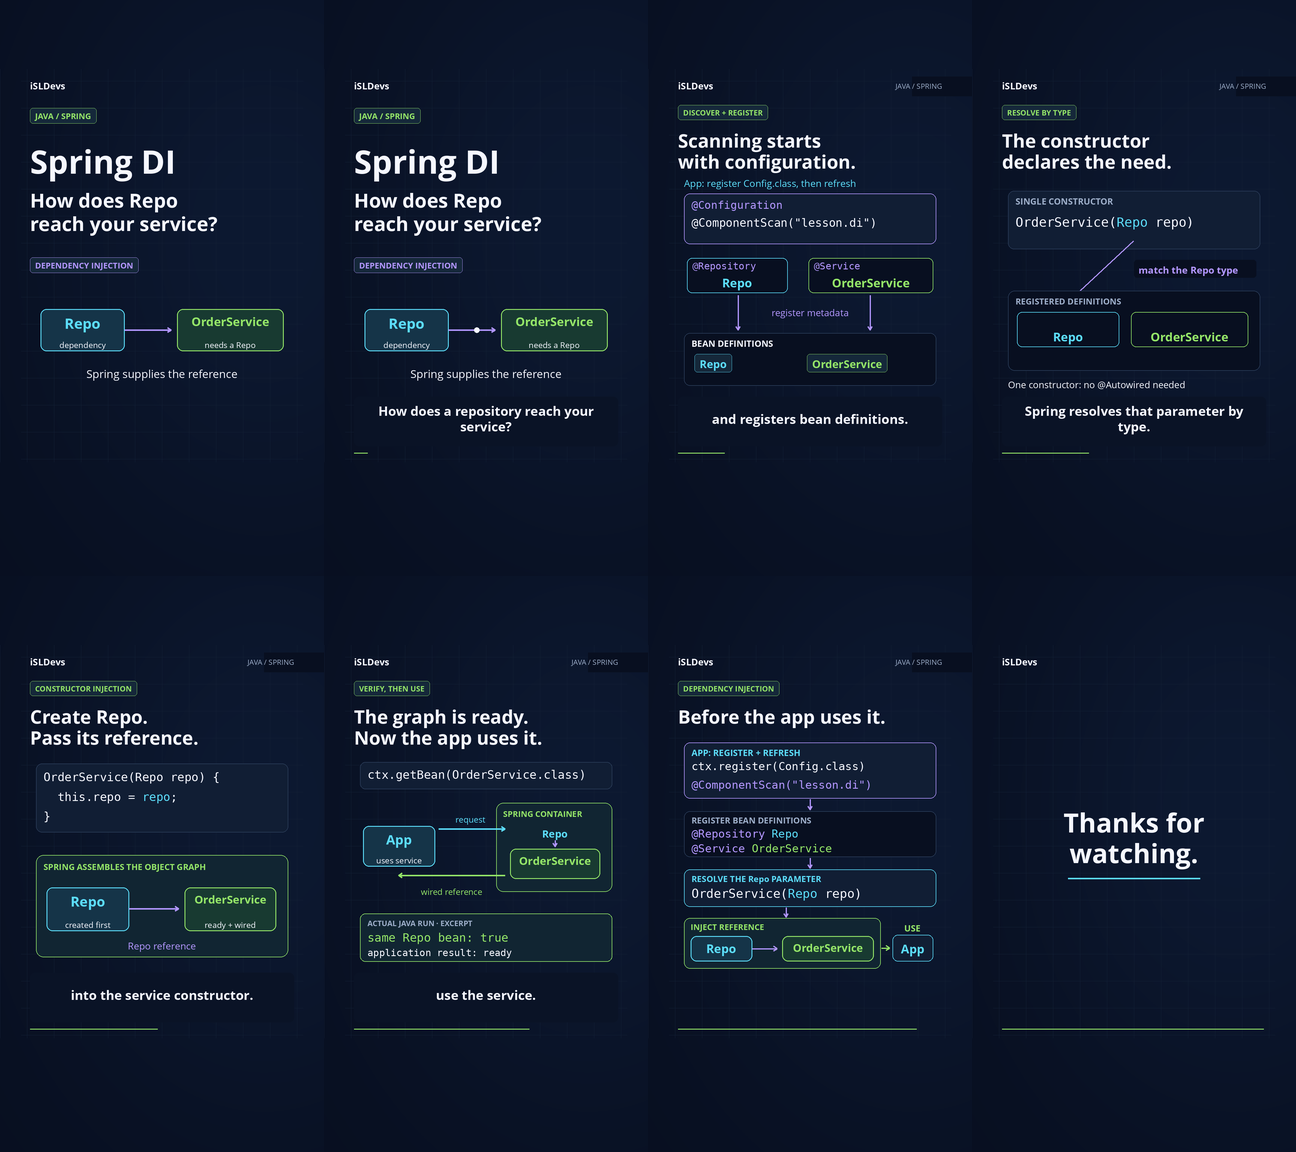 iSLDevs
JAVA / SPRING
Spring DI
How does Repo
reach your service?
DEPENDENCY INJECTION
Repo
dependency
OrderService
needs a Repo
Spring supplies the reference
iSLDevs
JAVA / SPRING
Spring DI
How does Repo
reach your service?
DEPENDENCY INJECTION
Repo
dependency
OrderService
needs a Repo
Spring supplies the reference
How does a repository reach your
service?
iSLDevs
JAVA / SPRING
DISCOVER + REGISTER
Scanning starts
with configuration.
App: register Config.class, then refresh
@Configuration
@ComponentScan("lesson.di")
@Repository
Repo
@Service
OrderService
register metadata
BEAN DEFINITIONS
Repo
OrderService
and registers bean definitions.
iSLDevs
JAVA / SPRING
RESOLVE BY TYPE
The constructor
declares the need.
SINGLE CONSTRUCTOR
OrderService(Repo repo)
match the Repo type
REGISTERED DEFINITIONS
Repo
OrderService
One constructor: no @Autowired needed
Spring resolves that parameter by
type.
iSLDevs
JAVA / SPRING
CONSTRUCTOR INJECTION
Create Repo.
Pass its reference.
OrderService(Repo repo) {
this.repo = repo;
}
SPRING ASSEMBLES THE OBJECT GRAPH
Repo
created first
OrderService
ready + wired
Repo reference
into the service constructor.
iSLDevs
JAVA / SPRING
VERIFY, THEN USE
The graph is ready.
Now the app uses it.
ctx.getBean(OrderService.class)
SPRING CONTAINER
request
App
uses service
Repo
OrderService
wired reference
ACTUAL JAVA RUN · EXCERPT
same Repo bean: true
application result: ready
use the service.
iSLDevs
JAVA / SPRING
DEPENDENCY INJECTION
Before the app uses it.
APP: REGISTER + REFRESH
ctx.register(Config.class)
@ComponentScan("lesson.di")
REGISTER BEAN DEFINITIONS
@Repository Repo
@Service OrderService
RESOLVE THE Repo PARAMETER
OrderService(Repo repo)
INJECT REFERENCE
Repo
OrderService
USE
App
iSLDevs
Thanks for
watching.